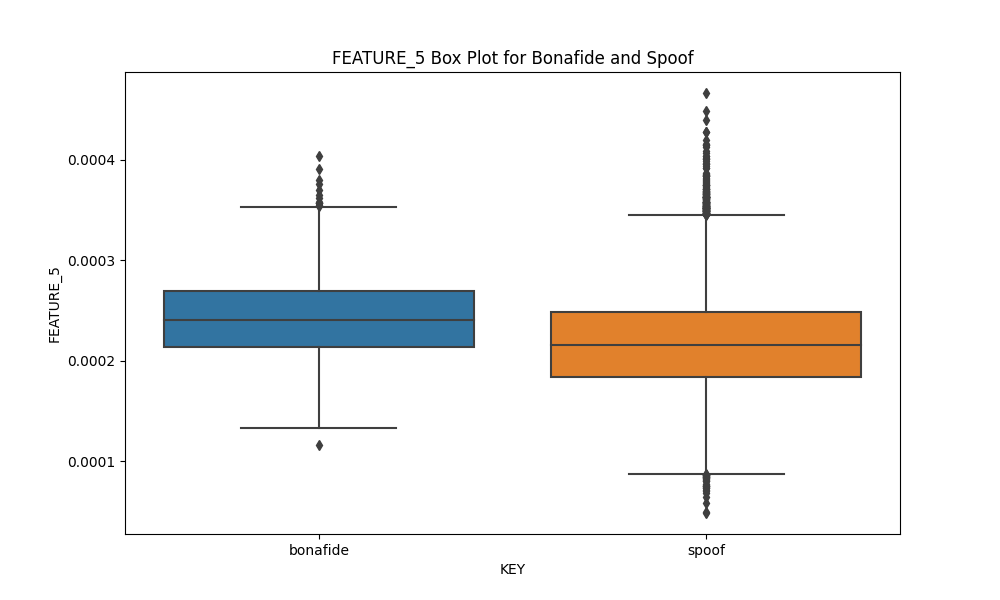 FEATURE_5 Box Plot for Bonafide and Spoof
FEATURE_5
0.0004
0.0003
0.0002
0.0001
bonafide
spoof
KEY